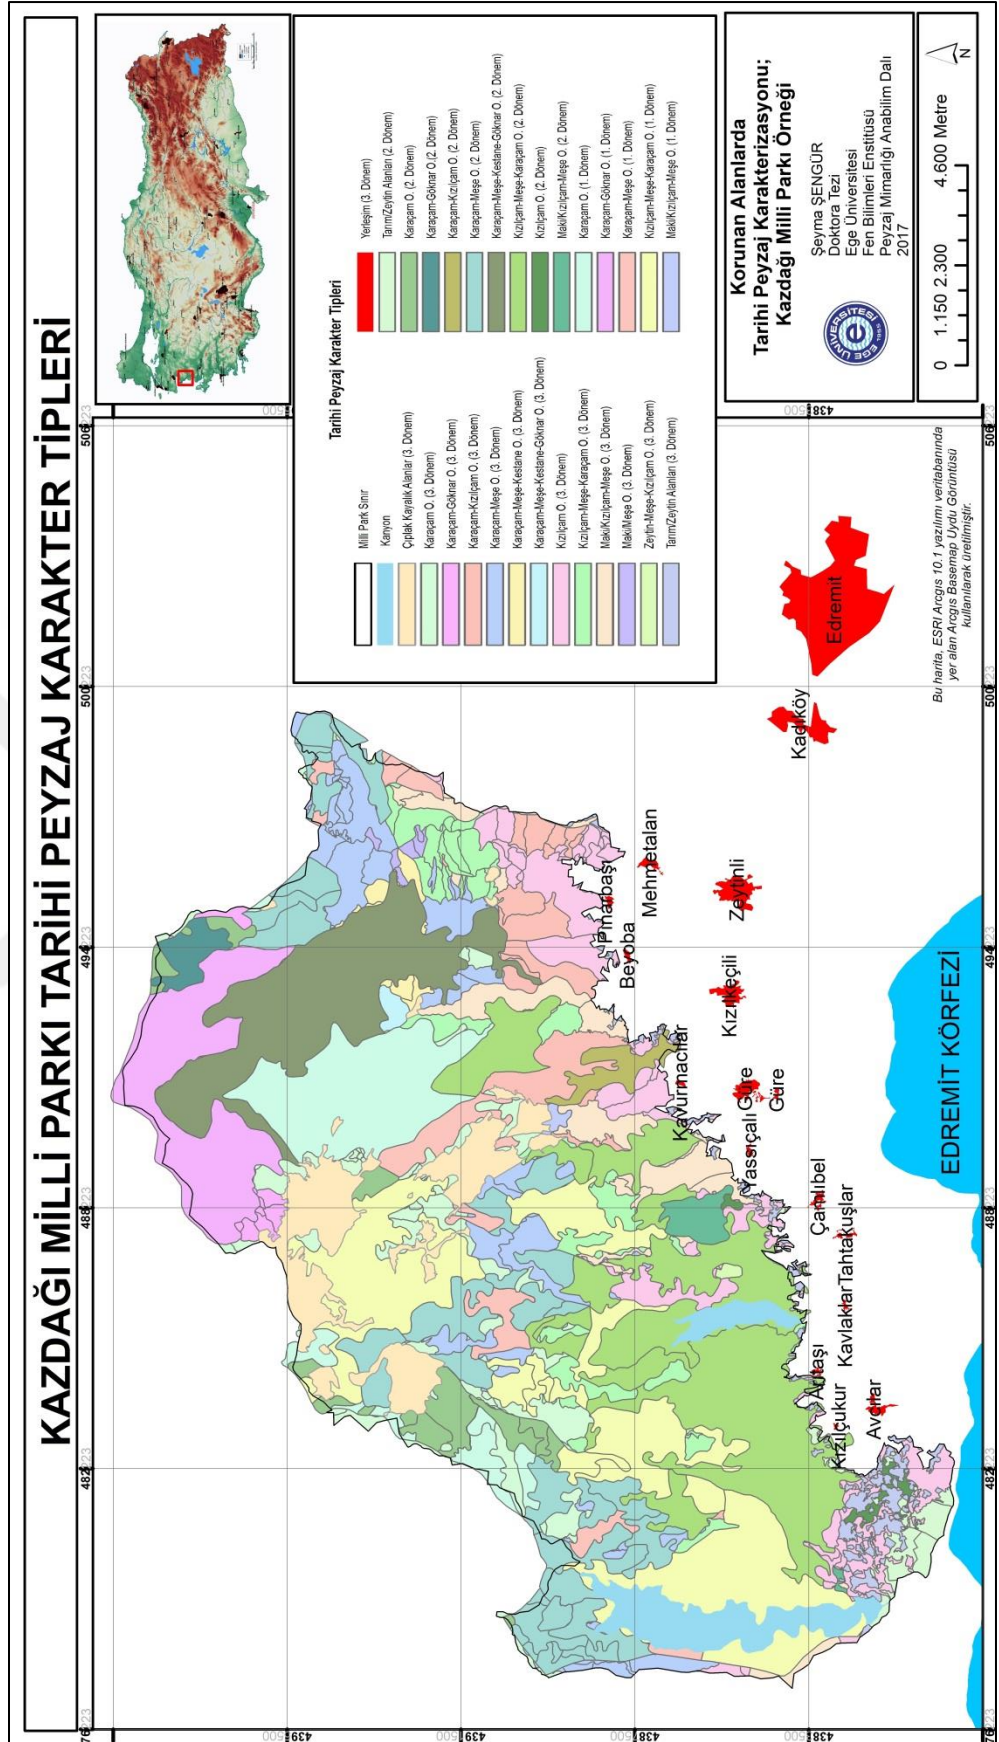 KAZDAĞI MİLLİ PARKI TARİHİ PEYZAJ KARAKTER TİPLERİ
Tarihi Peyzaj Karakter Tipleri
Milli Park Sınır
Kanyon
Çıplak Kayalık Alanlar (3. Dönem)
Karaçam O. (3. Dönem)
Karaçam-Göknar O. (3. Dönem)
Karaçam-Kızılçam O. (3. Dönem)
Karaçam-Meşe O. (3. Dönem)
Karaçam-Meşe-Kestane O. (3. Dönem)
Karaçam-Meşe-Kestane-Göknar O. (3. Dönem)
Kızılçam O. (3. Dönem)
Kızılçam-Meşe-Karaçam O. (3. Dönem)
Maki/Kızılçam-Meşe O. (3. Dönem)
Maki/Meşe O. (3. Dönem)
Zeytin-Meşe-Kızılçam O. (3. Dönem)
Tarım/Zeytin Alanları (3. Dönem)
Yerleşim (3. Dönem)
Tarım/Zeytin Alanları (2. Dönem)
Karaçam O. (2. Dönem)
Karaçam-Göknar O.(2. Dönem)
Karaçam-Kızılçam O. (2. Dönem)
Karaçam-Meşe O. (2. Dönem)
Karaçam-Meşe-Kestane-Göknar O. (2. Dönem)
Kızılçam-Meşe-Karaçam O. (2. Dönem)
Kızılçam O. (2. Dönem)
Maki/Kızılçam-Meşe O. (2. Dönem)
Karaçam O. (1. Dönem)
Karaçam-Göknar O. (1. Dönem)
Karaçam-Meşe O. (1. Dönem)
Kızılçam-Meşe-Karaçam O. (1. Dönem)
Maki/Kızılçam-Meşe O. (1. Dönem)
Korunan Alanlarda
Tarihi Peyzaj Karakterizasyonu;
Kazdağı Milli Parkı Örneği
Şeyma ŞENGÜR
Doktora Tezi
Ege Üniversitesi
Fen Bilimleri Enstitüsü
Peyzaj Mimarlığı Anabilim Dalı
2017
EGE ÜNİVERSİTESİ
1955
0 1.150 2.300 4.600 Metre
N
Bu harita, ESRI Arcgis 10.1 yazılımı veritabanında
yer alan Arcgis Basemap Uydu Görüntüsü
kullanılarak üretilmiştir.
Pınarbaşı
Beyoba
Mehmetalan
Zeytinli
Kızılkeçili
Kadıköy
Edremit
Kavurmacılar
Güre
Güre
Yassıçalı
Çamlıbel
Tahtakuşlar
Kavlaklar
Arıtaşı
Kızılçukur
Avcılar
EDREMİT KÖRFEZİ